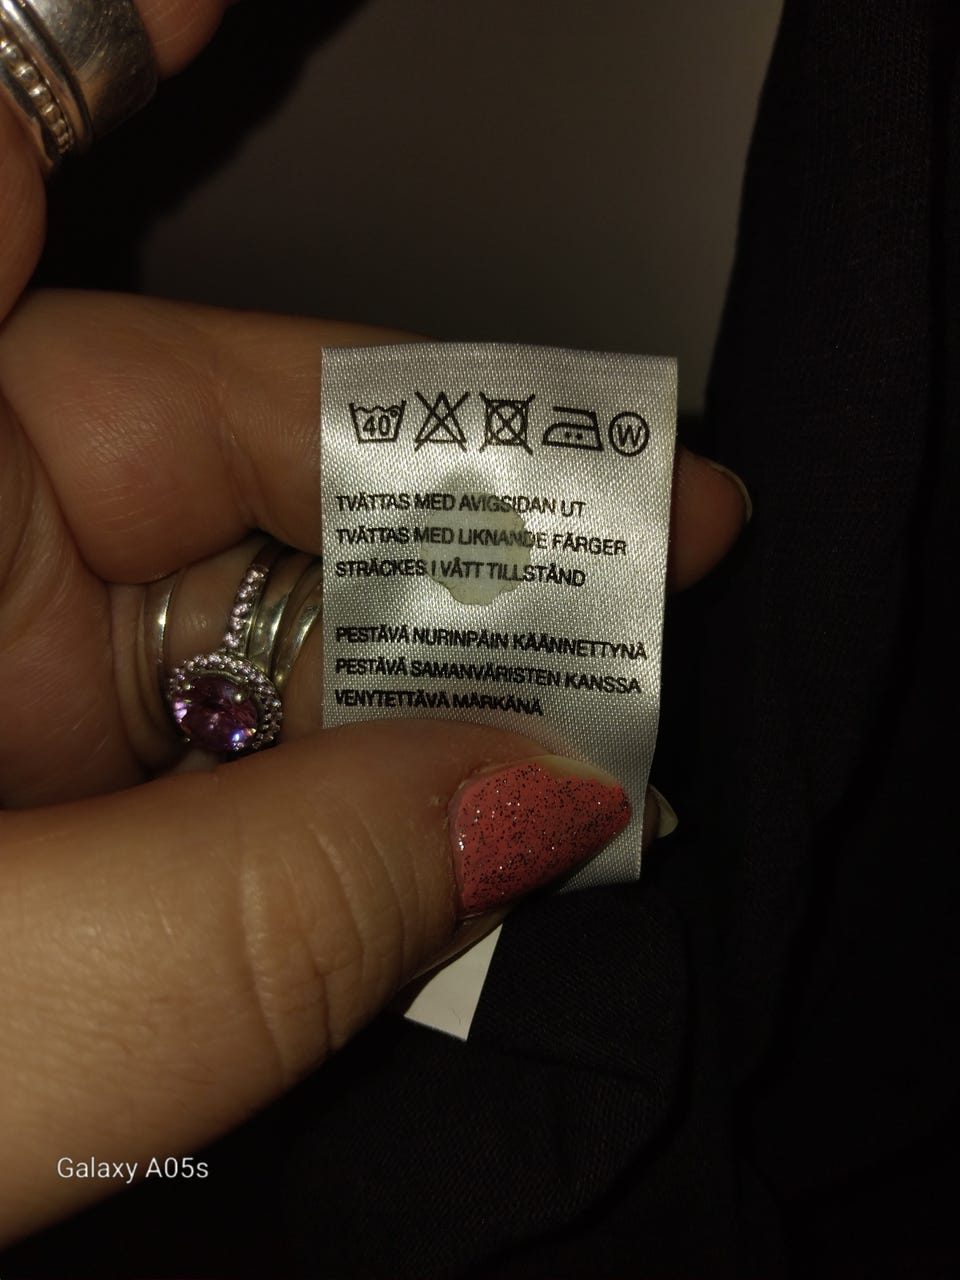 40°
W
TVÄTTAS MED AVIGSIDAN UT
TVÄTTAS MED LIKNANDE FÄRGER
STRÄCKES I VÅTT TILLSTÅND
PESTÄVÄ NURINPÄIN KÄÄNNETTYNÄ
PESTÄVÄ SAMANVÄRISTEN KANSSA
VENYTETTÄVÄ MÄRKÄNÄ
Galaxy A05s